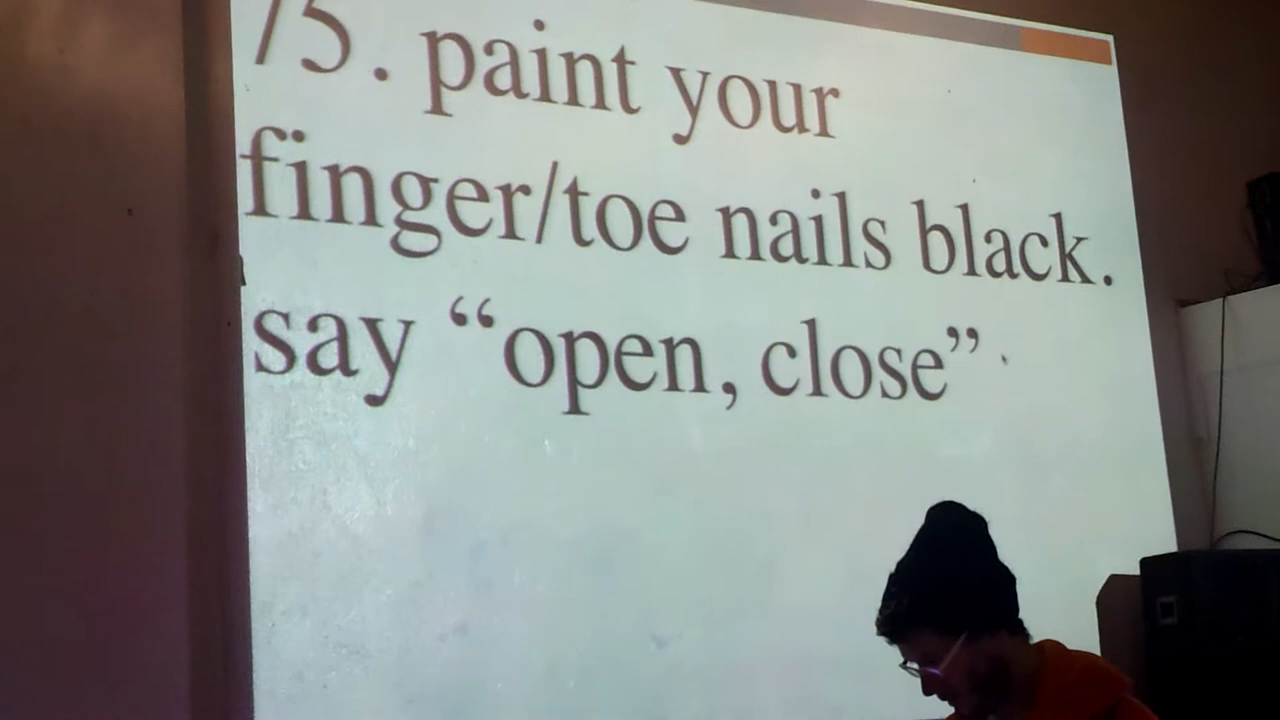 75. paint your
finger/toe nails black.
say “open, close”